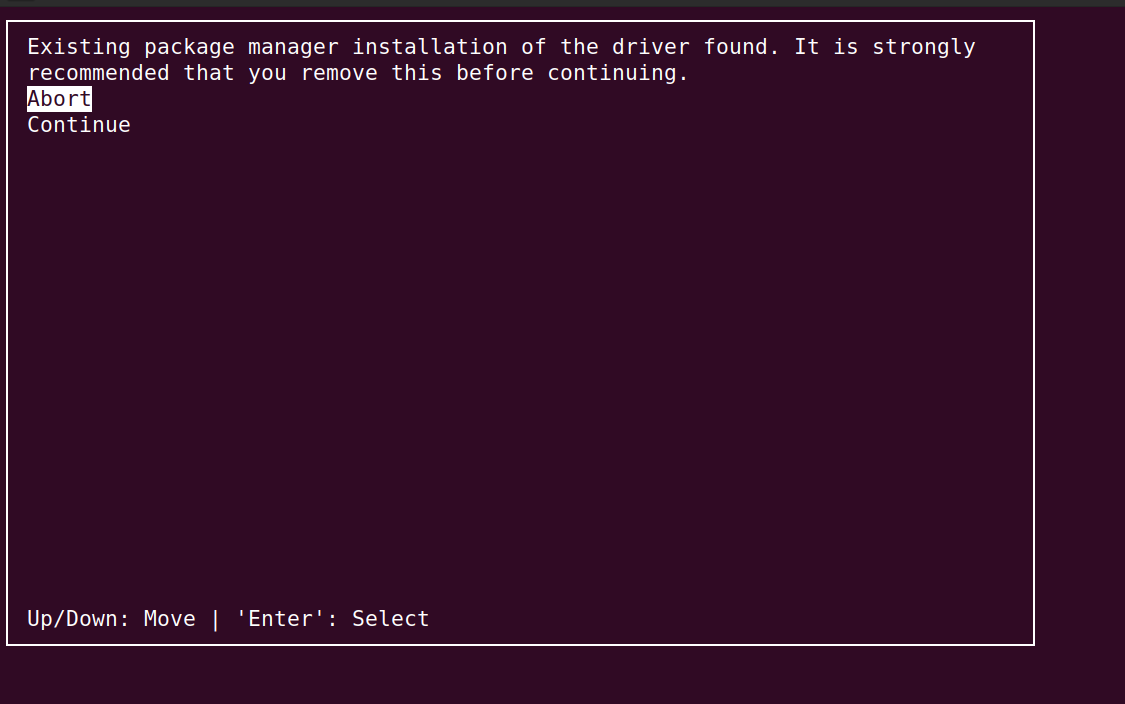 Existing package manager installation of the driver found. It is strongly
recommended that you remove this before continuing.
Abort
Continue
Up/Down: Move | 'Enter': Select